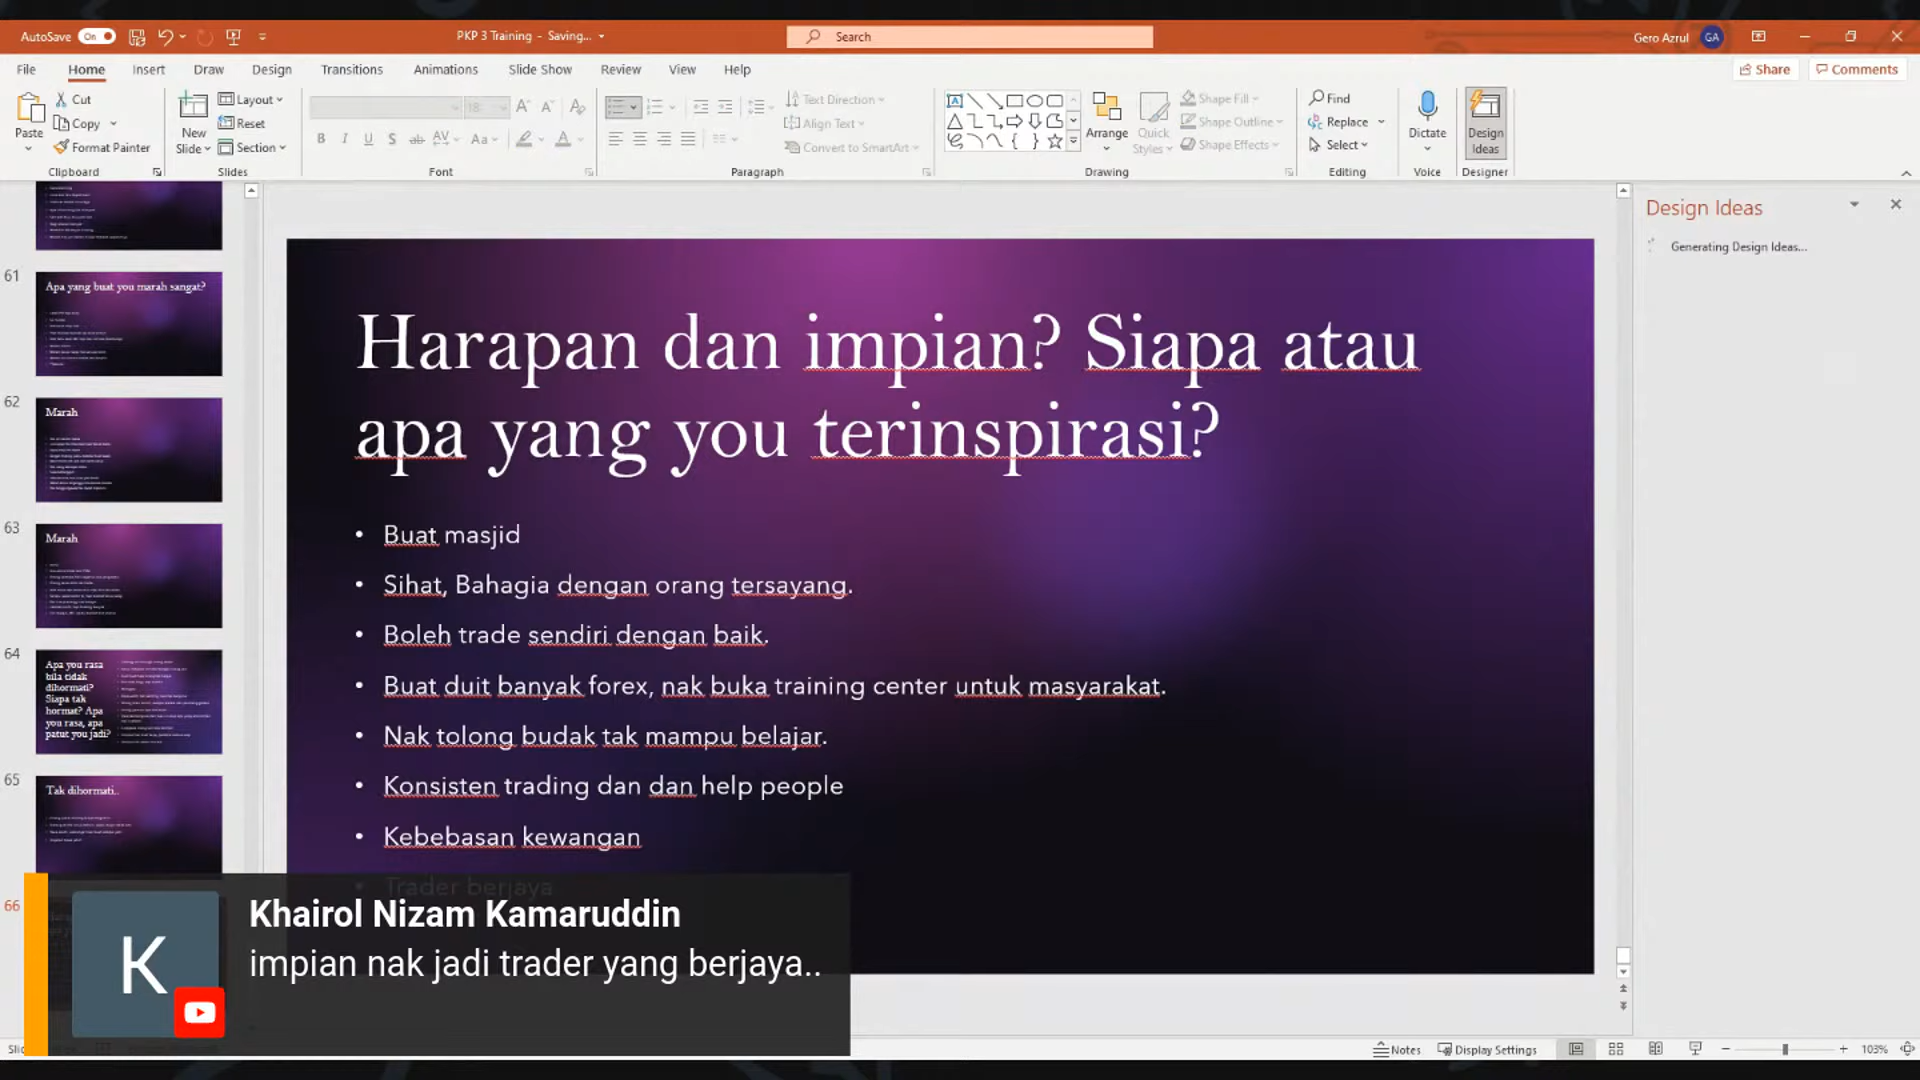 AutoSave On PKP 3 Training - Saving... Search Gero Azrul GA
File Home Insert Draw Design Transitions Animations Slide Show Review View Help Share Comments
Paste Cut Copy Format Painter Clipboard
New Slide Layout Reset Section Slides
18 Font
Paragraph Text Direction Align Text Convert to SmartArt
Arrange Quick Styles Shape Fill Shape Outline Shape Effects Drawing
Find Replace Select Editing
Dictate Voice
Design Ideas Designer
61
Apa yang buat you marah sangat?
62
Marah
63
Marah
64
Apa you rasa
bila tidak
dihormati?
Siapa tak
hormat? Apa
you rasa, apa
patut you jadi?
65
Tak dihormati..
66
Harapan dan impian? Siapa atau
apa yang you terinspirasi?
• Buat masjid
• Sihat, Bahagia dengan orang tersayang.
• Boleh trade sendiri dengan baik.
• Buat duit banyak forex, nak buka training center untuk masyarakat.
• Nak tolong budak tak mampu belajar.
• Konsisten trading dan dan help people
• Kebebasan kewangan
• Trader berjaya
Design Ideas
Generating Design Ideas...
K
Khairol Nizam Kamaruddin
impian nak jadi trader yang berjaya..
Notes Display Settings 103%